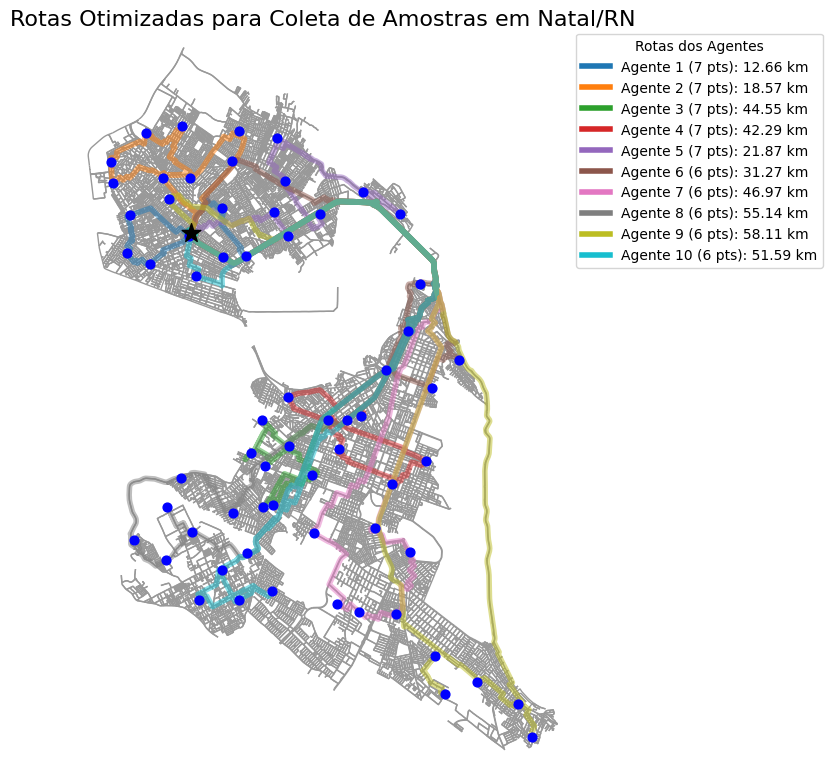 Rotas Otimizadas para Coleta de Amostras em Natal/RN
Rotas dos Agentes
Agente 1 (7 pts): 12.66 km
Agente 2 (7 pts): 18.57 km
Agente 3 (7 pts): 44.55 km
Agente 4 (7 pts): 42.29 km
Agente 5 (7 pts): 21.87 km
Agente 6 (6 pts): 31.27 km
Agente 7 (6 pts): 46.97 km
Agente 8 (6 pts): 55.14 km
Agente 9 (6 pts): 58.11 km
Agente 10 (6 pts): 51.59 km